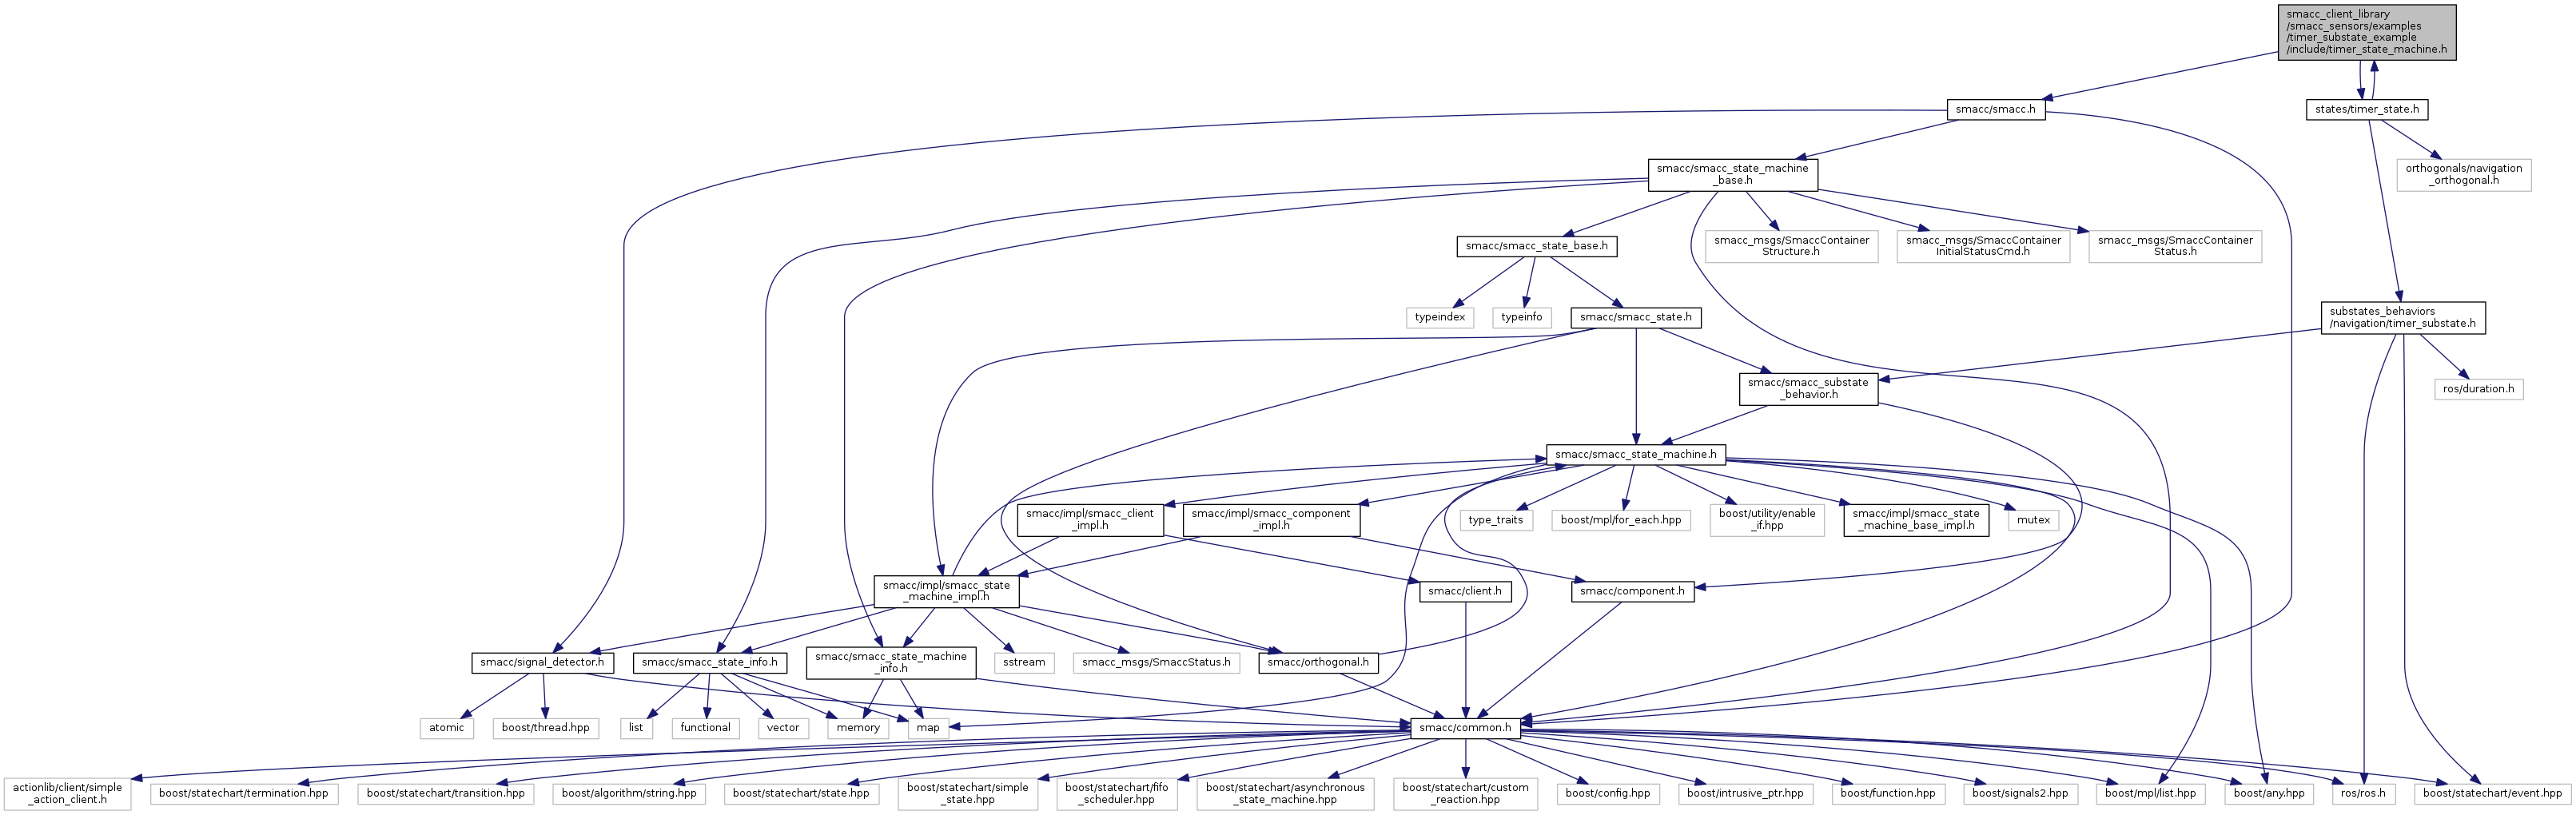 smacc_client_library
/smacc_sensors/examples
/timer_substate_example
/include/timer_state_machine.h
smacc/smacc.h
states/timer_state.h
smacc/smacc_state_machine
_base.h
orthogonals/navigation
_orthogonal.h
smacc/smacc_state_base.h
smacc_msgs/SmaccContainer
Structure.h
smacc_msgs/SmaccContainer
InitialStatusCmd.h
smacc_msgs/SmaccContainer
Status.h
typeindex
typeinfo
smacc/smacc_state.h
substates_behaviors
/navigation/timer_substate.h
smacc/smacc_substate
_behavior.h
ros/duration.h
smacc/smacc_state_machine.h
smacc/impl/smacc_client
_impl.h
smacc/impl/smacc_component
_impl.h
type_traits
boost/mpl/for_each.hpp
boost/utility/enable
_if.hpp
smacc/impl/smacc_state
_machine_base_impl.h
mutex
smacc/impl/smacc_state
_machine_impl.h
smacc/client.h
smacc/component.h
smacc/signal_detector.h
smacc/smacc_state_info.h
smacc/smacc_state_machine
_info.h
sstream
smacc_msgs/SmaccStatus.h
smacc/orthogonal.h
atomic
boost/thread.hpp
list
functional
vector
memory
map
smacc/common.h
actionlib/client/simple
_action_client.h
boost/statechart/termination.hpp
boost/statechart/transition.hpp
boost/algorithm/string.hpp
boost/statechart/state.hpp
boost/statechart/simple
_state.hpp
boost/statechart/fifo
_scheduler.hpp
boost/statechart/asynchronous
_state_machine.hpp
boost/statechart/custom
_reaction.hpp
boost/config.hpp
boost/intrusive_ptr.hpp
boost/function.hpp
boost/signals2.hpp
boost/mpl/list.hpp
boost/any.hpp
ros/ros.h
boost/statechart/event.hpp